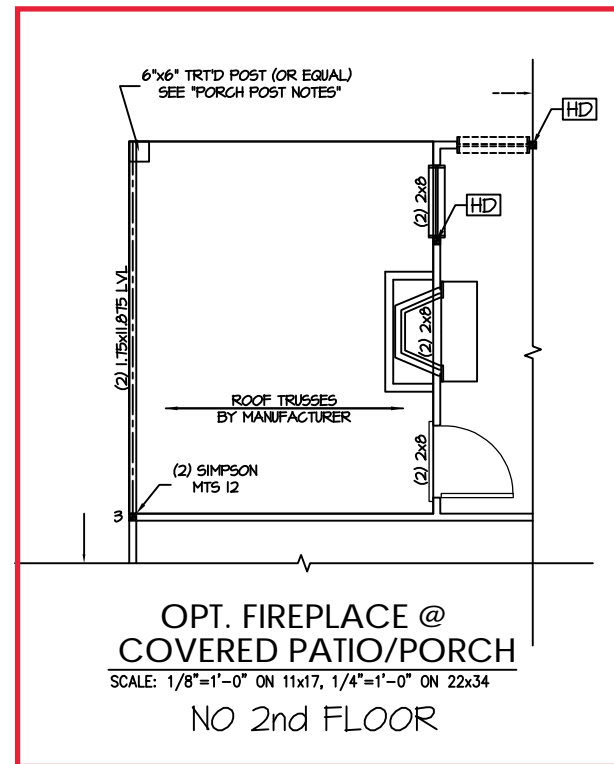 6"x6" TRT'D POST (OR EQUAL)
SEE "PORCH POST NOTES"
HD
(2) 2x8
HD
(2) 1.75x11.875 LVL
(2) 2x8
ROOF TRUSSES
BY MANUFACTURER
(2) 2x8
(2) SIMPSON
MTS 12
3
OPT. FIREPLACE @
COVERED PATIO/PORCH
SCALE: 1/8"=1'-0" ON 11x17, 1/4"=1'-0" ON 22x34
NO 2nd FLOOR